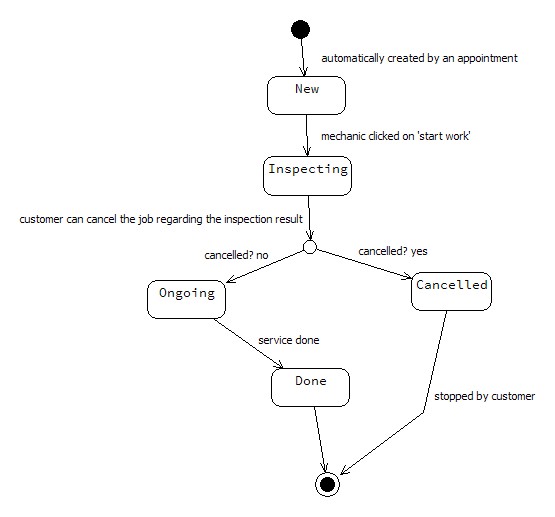 automatically created by an appointment
New
mechanic clicked on 'start work'
Inspecting
customer can cancel the job regarding the inspection result
cancelled? no
cancelled? yes
Ongoing
Cancelled
service done
Done
stopped by customer